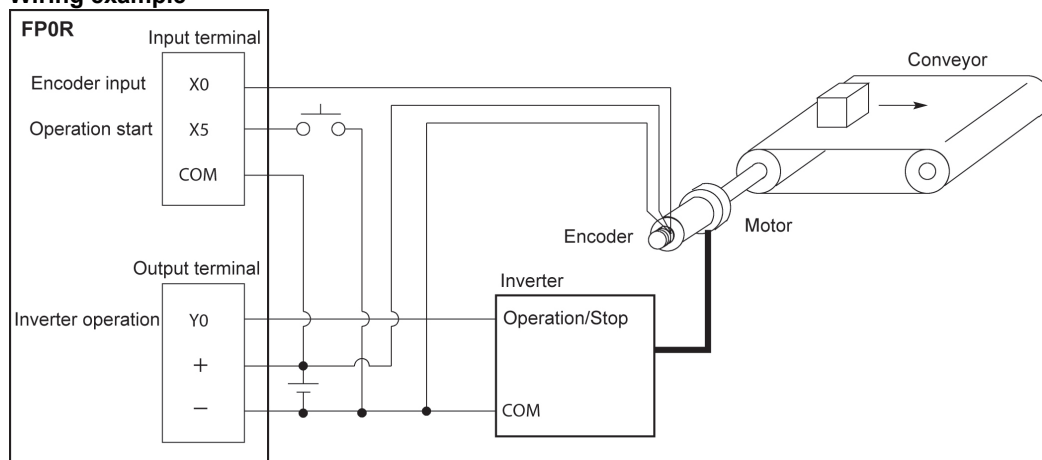 Wiring example
FP0R
Input terminal
Encoder input
X0
Operation start
X5
COM
Output terminal
Inverter operation
Y0
+
−
Conveyor
Encoder
Motor
Inverter
Operation/Stop
COM